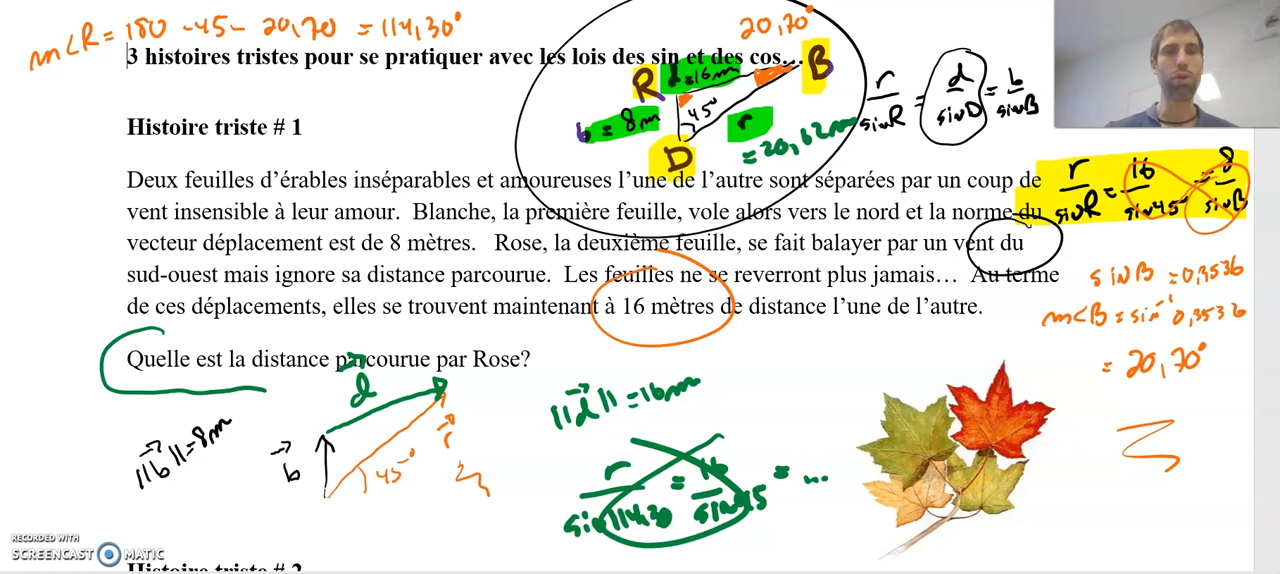 m<R = 180 -45 - 20,70 = 114,30°
3 histoires tristes pour se pratiquer avec les lois des sin et des cos…
20,70°
R
d=16m
B
b = 8m
45°
r
= 20,62m
D
r/sinR = d/sinD = b/sinB
Histoire triste # 1
r/sinR = 16/sin45° = 8/sinB
Deux feuilles d’érables inséparables et amoureuses l’une de l’autre sont séparées par un coup de
vent insensible à leur amour.  Blanche, la première feuille, vole alors vers le nord et la norme du
vecteur déplacement est de 8 mètres.   Rose, la deuxième feuille, se fait balayer par un vent du
sud-ouest mais ignore sa distance parcourue.  Les feuilles ne se reverront plus jamais…  Au terme
de ces déplacements, elles se trouvent maintenant à 16 mètres de distance l’une de l’autre.
sinB = 0,3536
m<B = sin⁻¹ 0,3536
= 20,70°
Quelle est la distance parcourue par Rose?
d
||b|| = 8m
b
45°
r
||d|| = 16m
r/sin114,30 = 16/sin45 = ...
RECORDED WITH
SCREENCAST MATIC
Histoire triste # 2